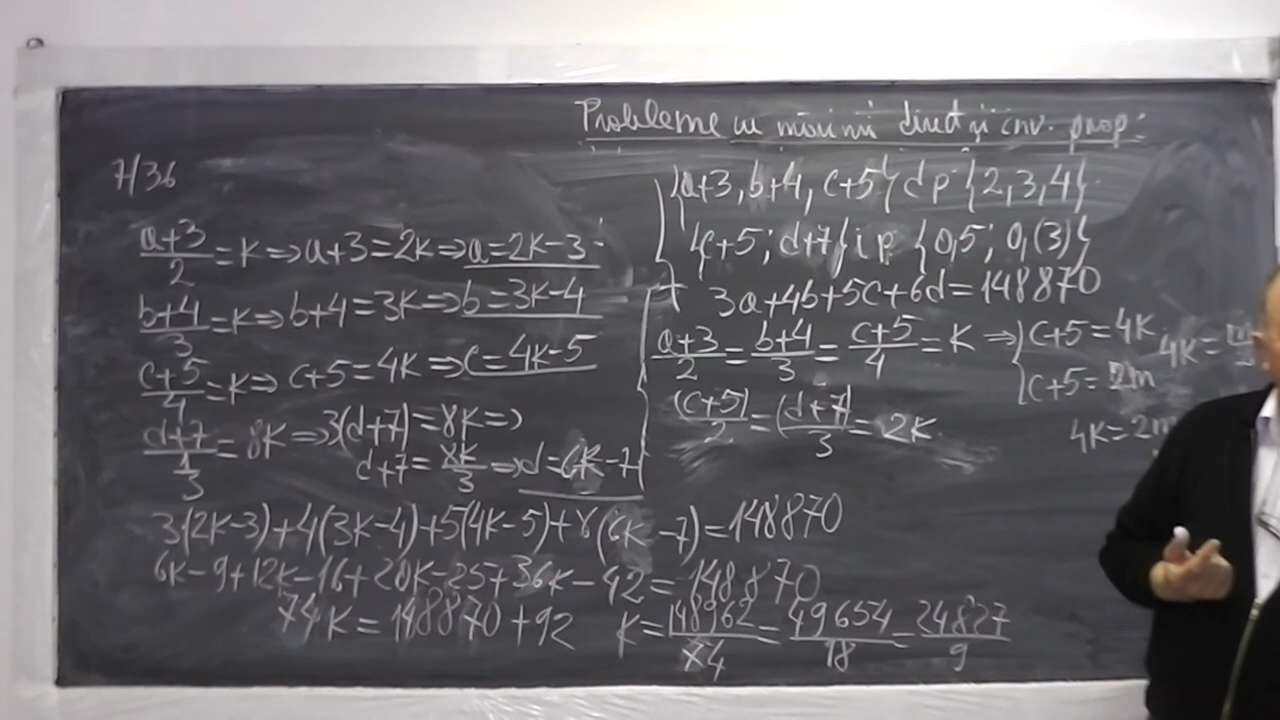 Probleme cu mărimi direct și inv. prop:
7/36
{a+3, b+4, c+5} d p {2, 3, 4}
{c+5; d+7} i p {0,5; 0,(3)}
3a+4b+5c+6d=148870
(a+3)/2 = (b+4)/3 = (c+5)/4 = K ⇒ { c+5=4K
c+5=2m
4K=
(c+5)/2 = (d+7)/3 = 2K
4K=2m
(a+3)/2 = K ⇒ a+3=2K ⇒ a=2K-3
(b+4)/3 = K ⇒ b+4=3K ⇒ b=3K-4
(c+5)/4 = K ⇒ c+5=4K ⇒ c=4K-5
(d+7)/(1/3) = 8K ⇒ 3(d+7)=8K ⇒
d+7= 8K/3 ⇒ d=6K-7
3(2K-3)+4(3K-4)+5(4K-5)+ (6K-7)=148870
6K-9+12K-16+20K-25+36K-42=148870
74K=148870+92 K= 148962/74 = 49654/18 = 24827/9